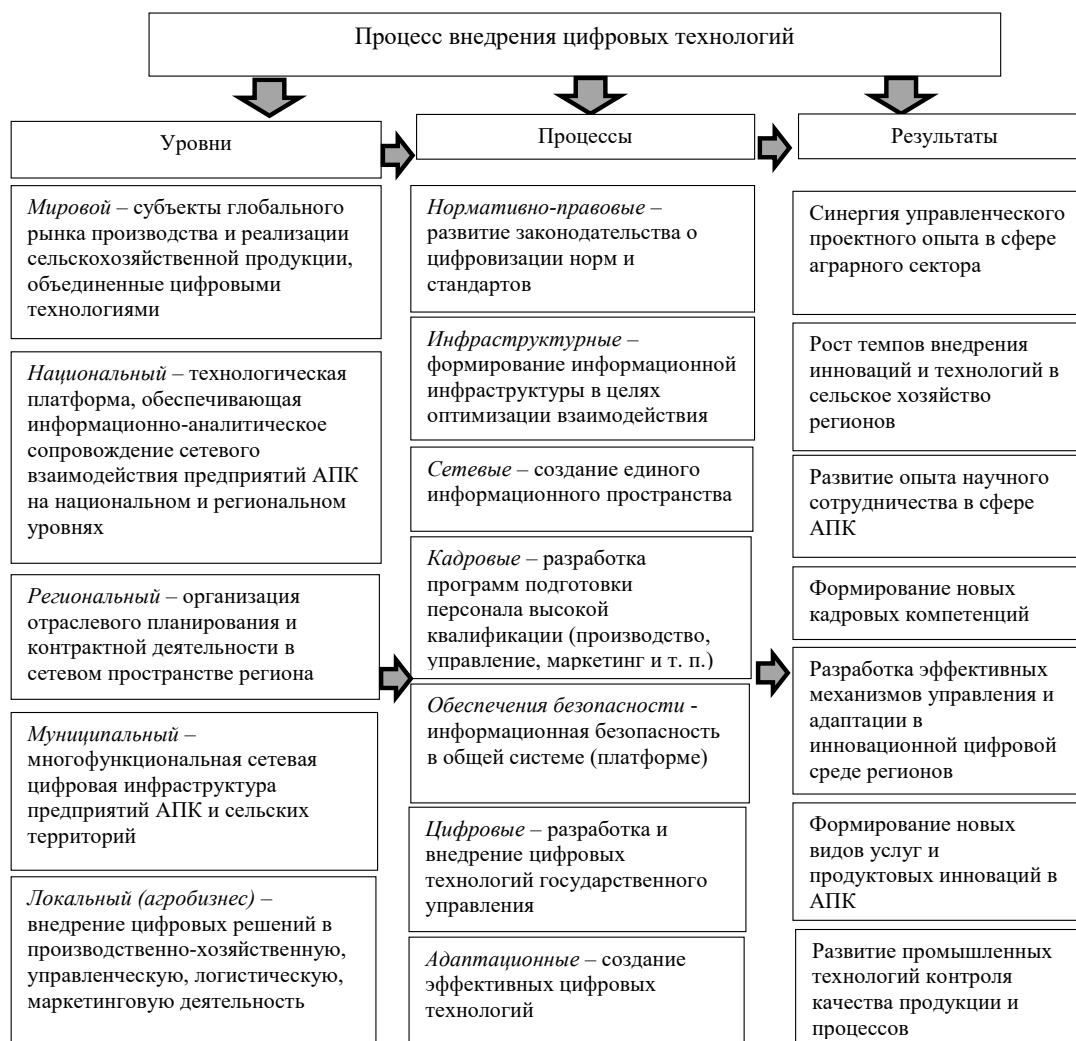 Процесс внедрения цифровых технологий
Уровни
Процессы
Результаты
Мировой – субъекты глобального
рынка производства и реализации
сельскохозяйственной продукции,
объединенные цифровыми
технологиями
Национальный – технологическая
платформа, обеспечивающая
информационно-аналитическое
сопровождение сетевого
взаимодействия предприятий АПК
на национальном и региональном
уровнях
Региональный – организация
отраслевого планирования и
контрактной деятельности в
сетевом пространстве региона
Муниципальный –
многофункциональная сетевая
цифровая инфраструктура
предприятий АПК и сельских
территорий
Локальный (агробизнес) –
внедрение цифровых решений в
производственно-хозяйственную,
управленческую, логистическую,
маркетинговую деятельность
Нормативно-правовые –
развитие законодательства о
цифровизации норм и
стандартов
Инфраструктурные –
формирование информационной
инфраструктуры в целях
оптимизации взаимодействия
Сетевые – создание единого
информационного пространства
Кадровые – разработка
программ подготовки
персонала высокой
квалификации (производство,
управление, маркетинг и т. п.)
Обеспечения безопасности -
информационная безопасность
в общей системе (платформе)
Цифровые – разработка и
внедрение цифровых
технологий государственного
управления
Адаптационные – создание
эффективных цифровых
технологий
Синергия управленческого
проектного опыта в сфере
аграрного сектора
Рост темпов внедрения
инноваций и технологий в
сельское хозяйство
регионов
Развитие опыта научного
сотрудничества в сфере
АПК
Формирование новых
кадровых компетенций
Разработка эффективных
механизмов управления и
адаптации в
инновационной цифровой
среде регионов
Формирование новых
видов услуг и
продуктовых инноваций в
АПК
Развитие промышленных
технологий контроля
качества продукции и
процессов